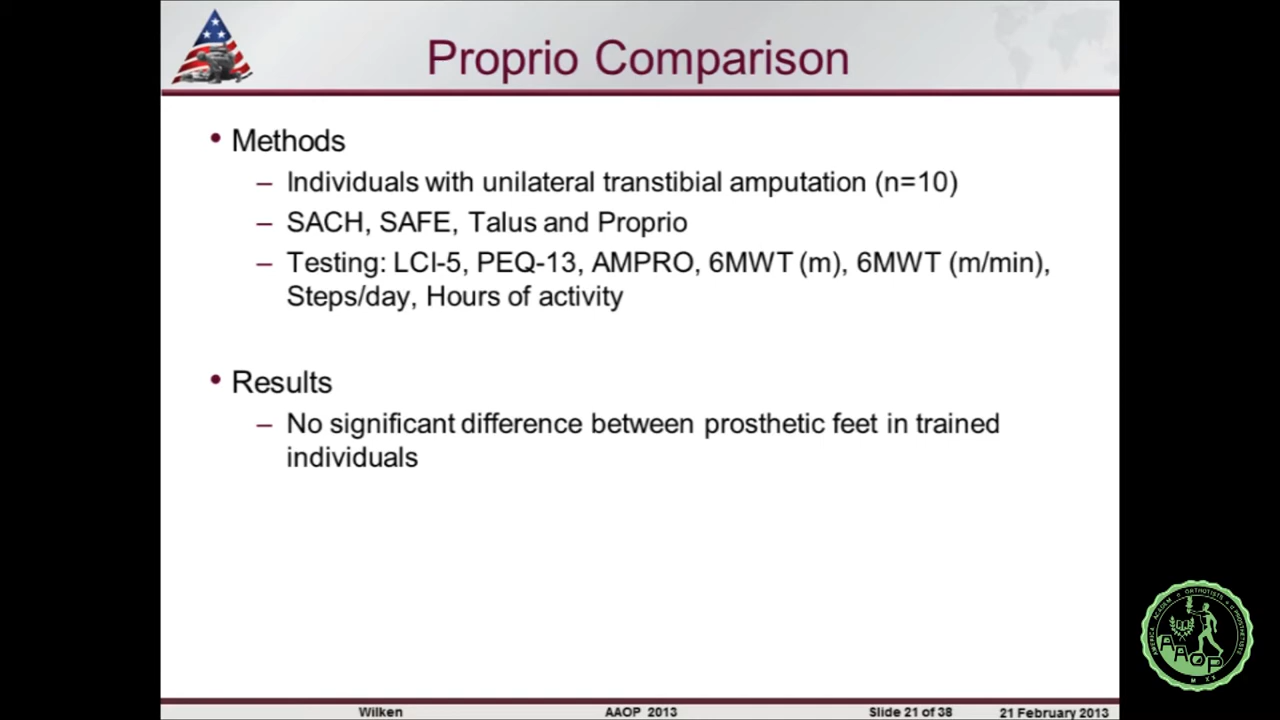 Proprio Comparison
• Methods
– Individuals with unilateral transtibial amputation (n=10)
– SACH, SAFE, Talus and Proprio
– Testing: LCI-5, PEQ-13, AMPRO, 6MWT (m), 6MWT (m/min),
Steps/day, Hours of activity
• Results
– No significant difference between prosthetic feet in trained
individuals
Wilken AAOP 2013 Slide 21 of 38 21 February 2013
AAOP